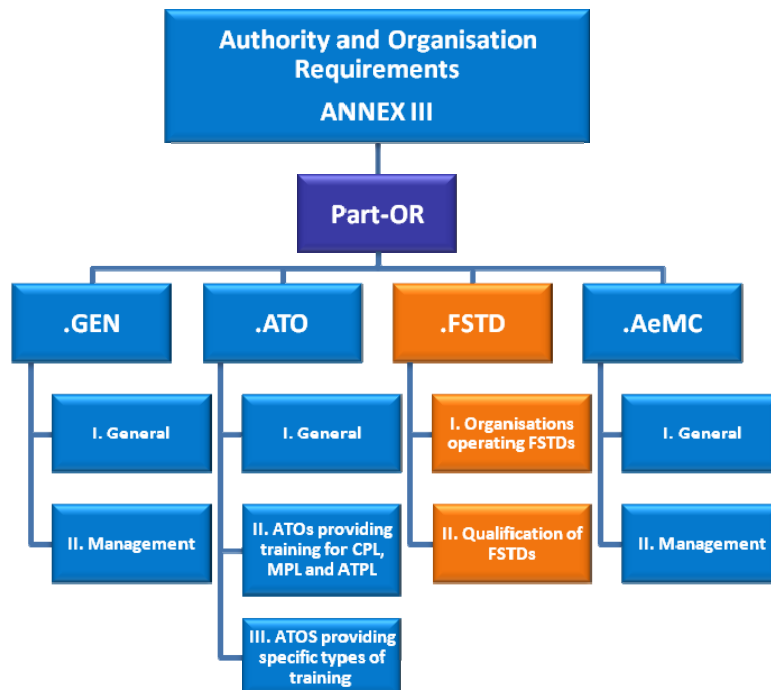 Authority and Organisation
Requirements
ANNEX III
Part-OR
.GEN
.ATO
.FSTD
.AeMC
I. General
II. Management
I. General
II. ATOs providing
training for CPL,
MPL and ATPL
III. ATOS providing
specific types of
training
I. Organisations
operating FSTDs
II. Qualification of
FSTDs
I. General
II. Management